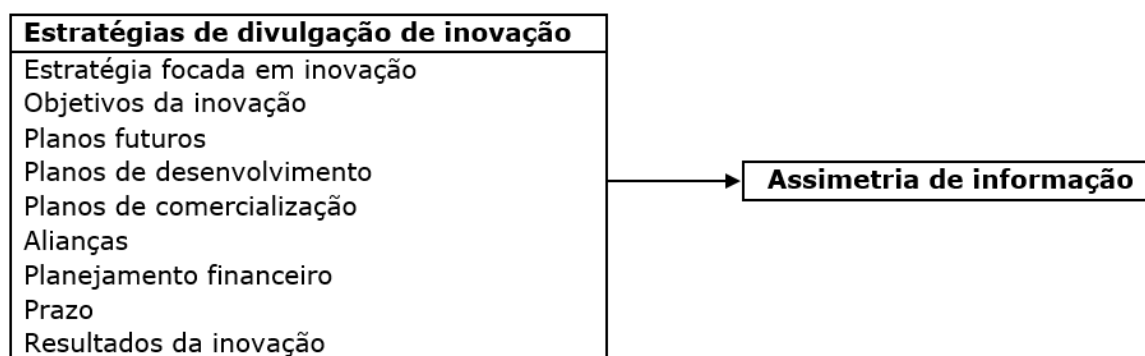 Estratégias de divulgação de inovação
Estratégia focada em inovação
Objetivos da inovação
Planos futuros
Planos de desenvolvimento
Planos de comercialização
Alianças
Planejamento financeiro
Prazo
Resultados da inovação
Assimetria de informação